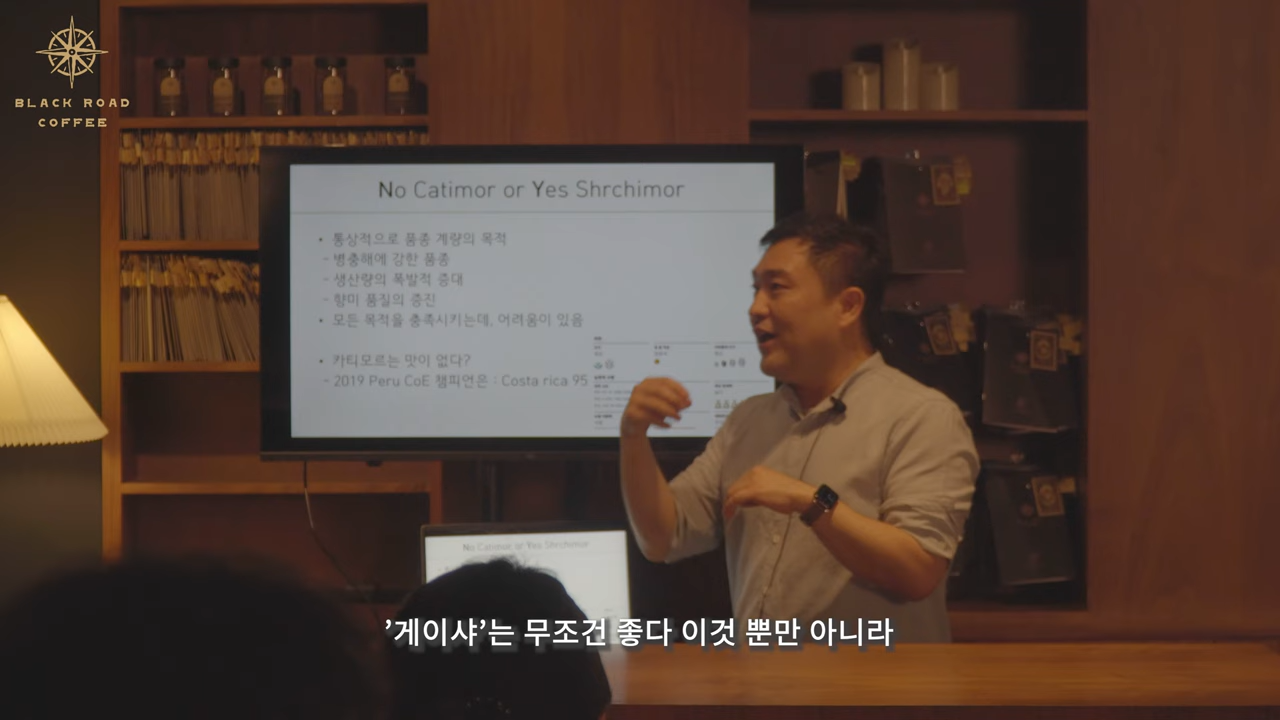 BLACK ROAD
COFFEE
No Catimor or Yes Shrchimor
• 통상적으로 품종 계량의 목적
- 병충해에 강한 품종
- 생산량의 폭발적 증대
- 향미 품질의 증진
• 모든 목적을 충족시키는데, 어려움이 있음
• 카티모르는 맛이 없다?
- 2019 Peru CoE 챔피언은 : Costa rica 95
No Catimor or Yes Shrchimor
'게이샤'는 무조건 좋다 이것 뿐만 아니라